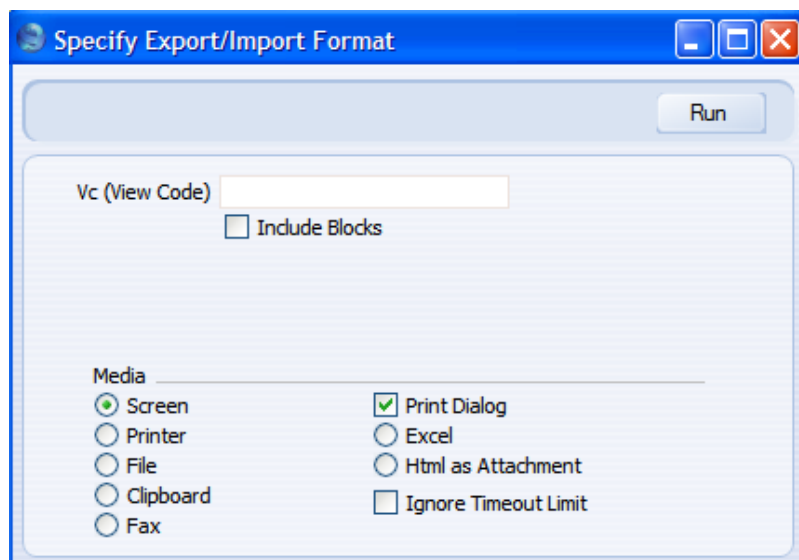 Specify Export/Import Format
Run
Vc (View Code)
Include Blocks
Media
Screen
Print Dialog
Printer
Excel
File
Html as Attachment
Clipboard
Ignore Timeout Limit
Fax